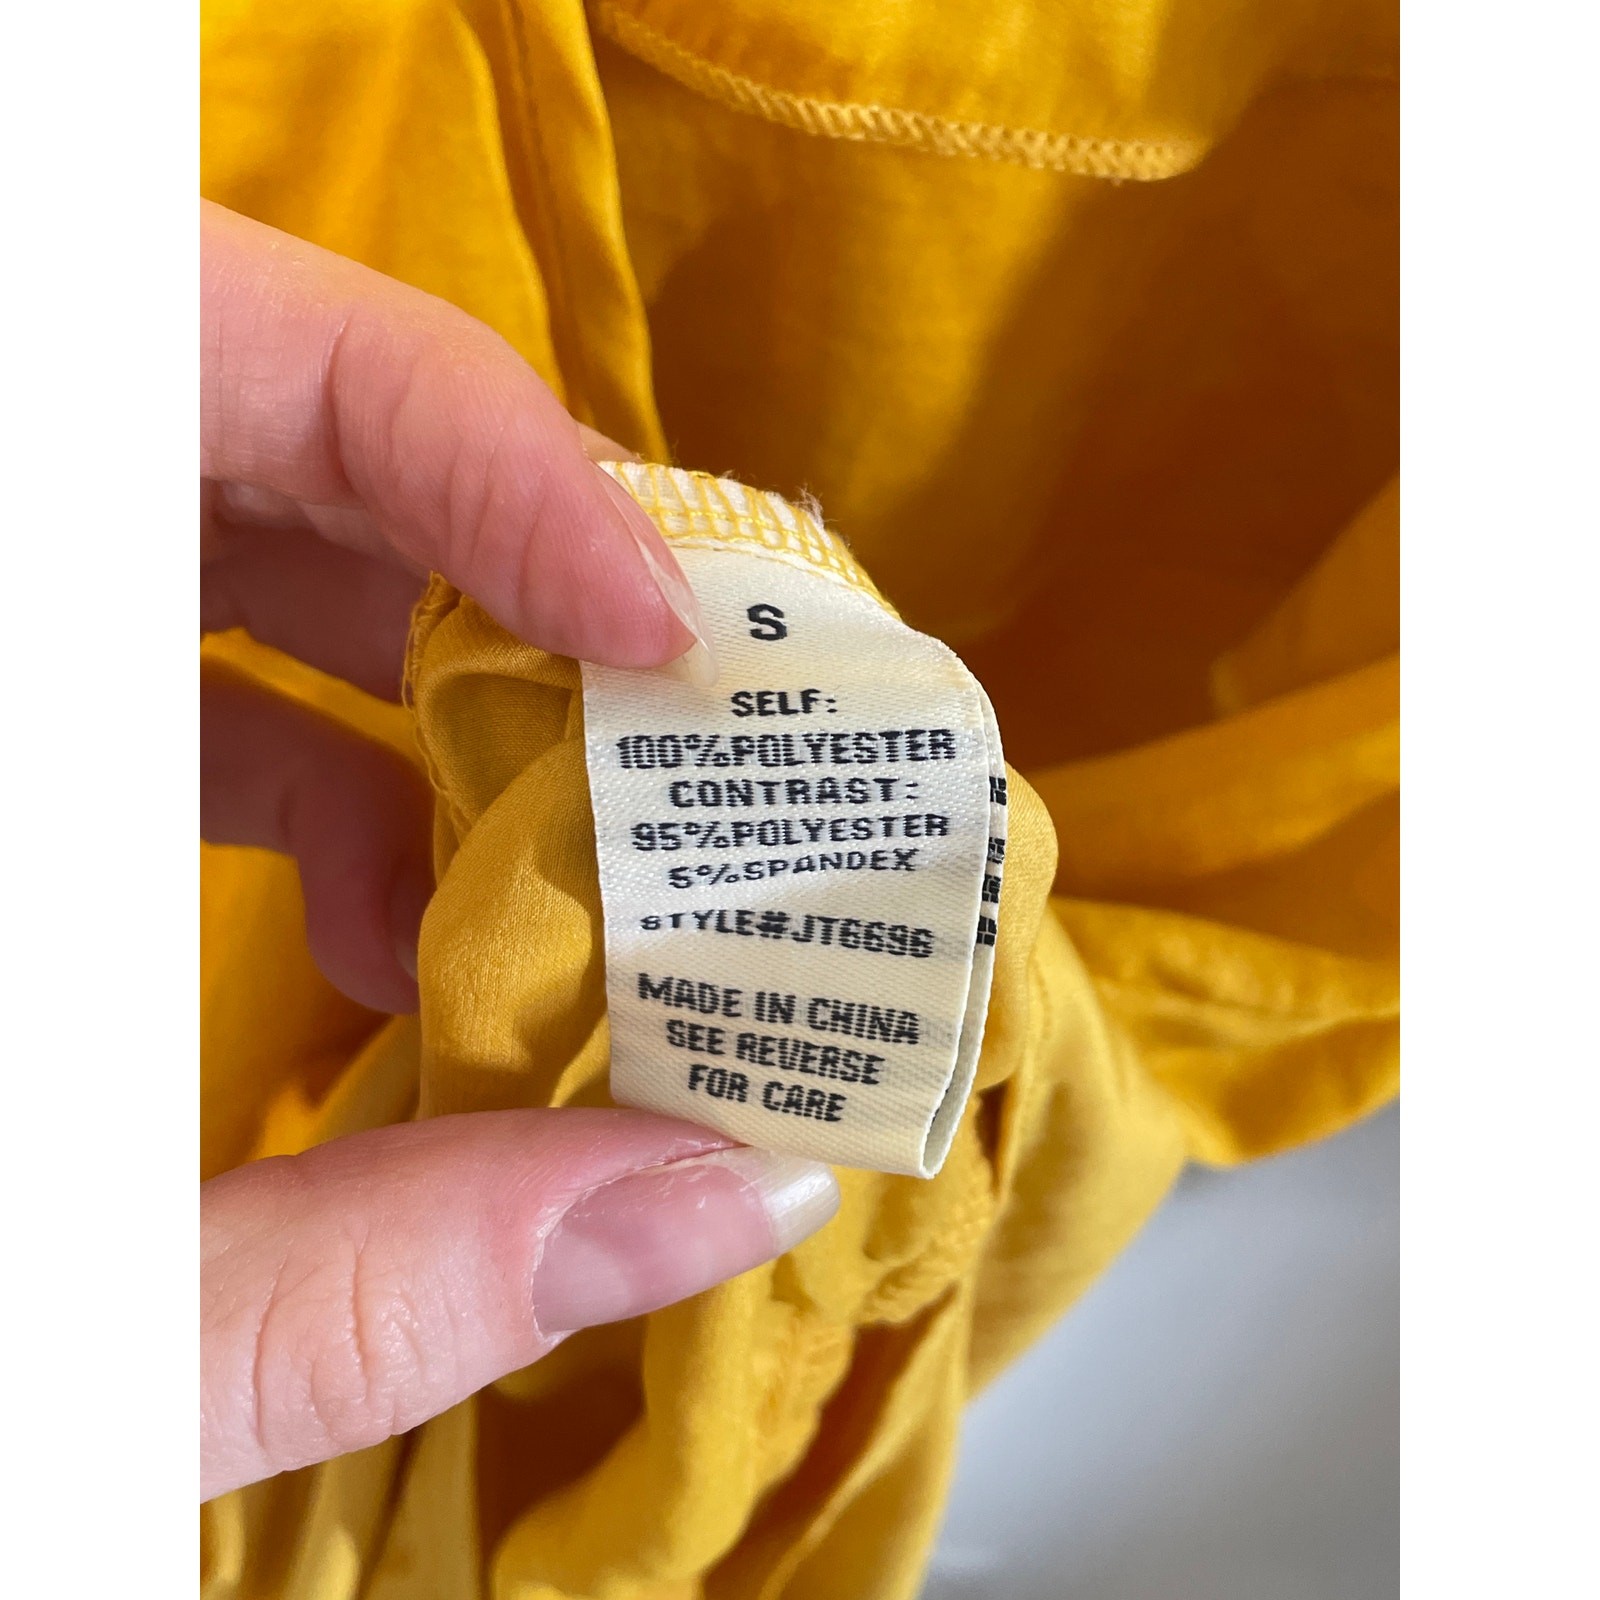 S
SELF:
100%POLYESTER
CONTRAST:
95%POLYESTER
5%SPANDEX
STYLE#JT6696
MADE IN CHINA
SEE REVERSE
FOR CARE